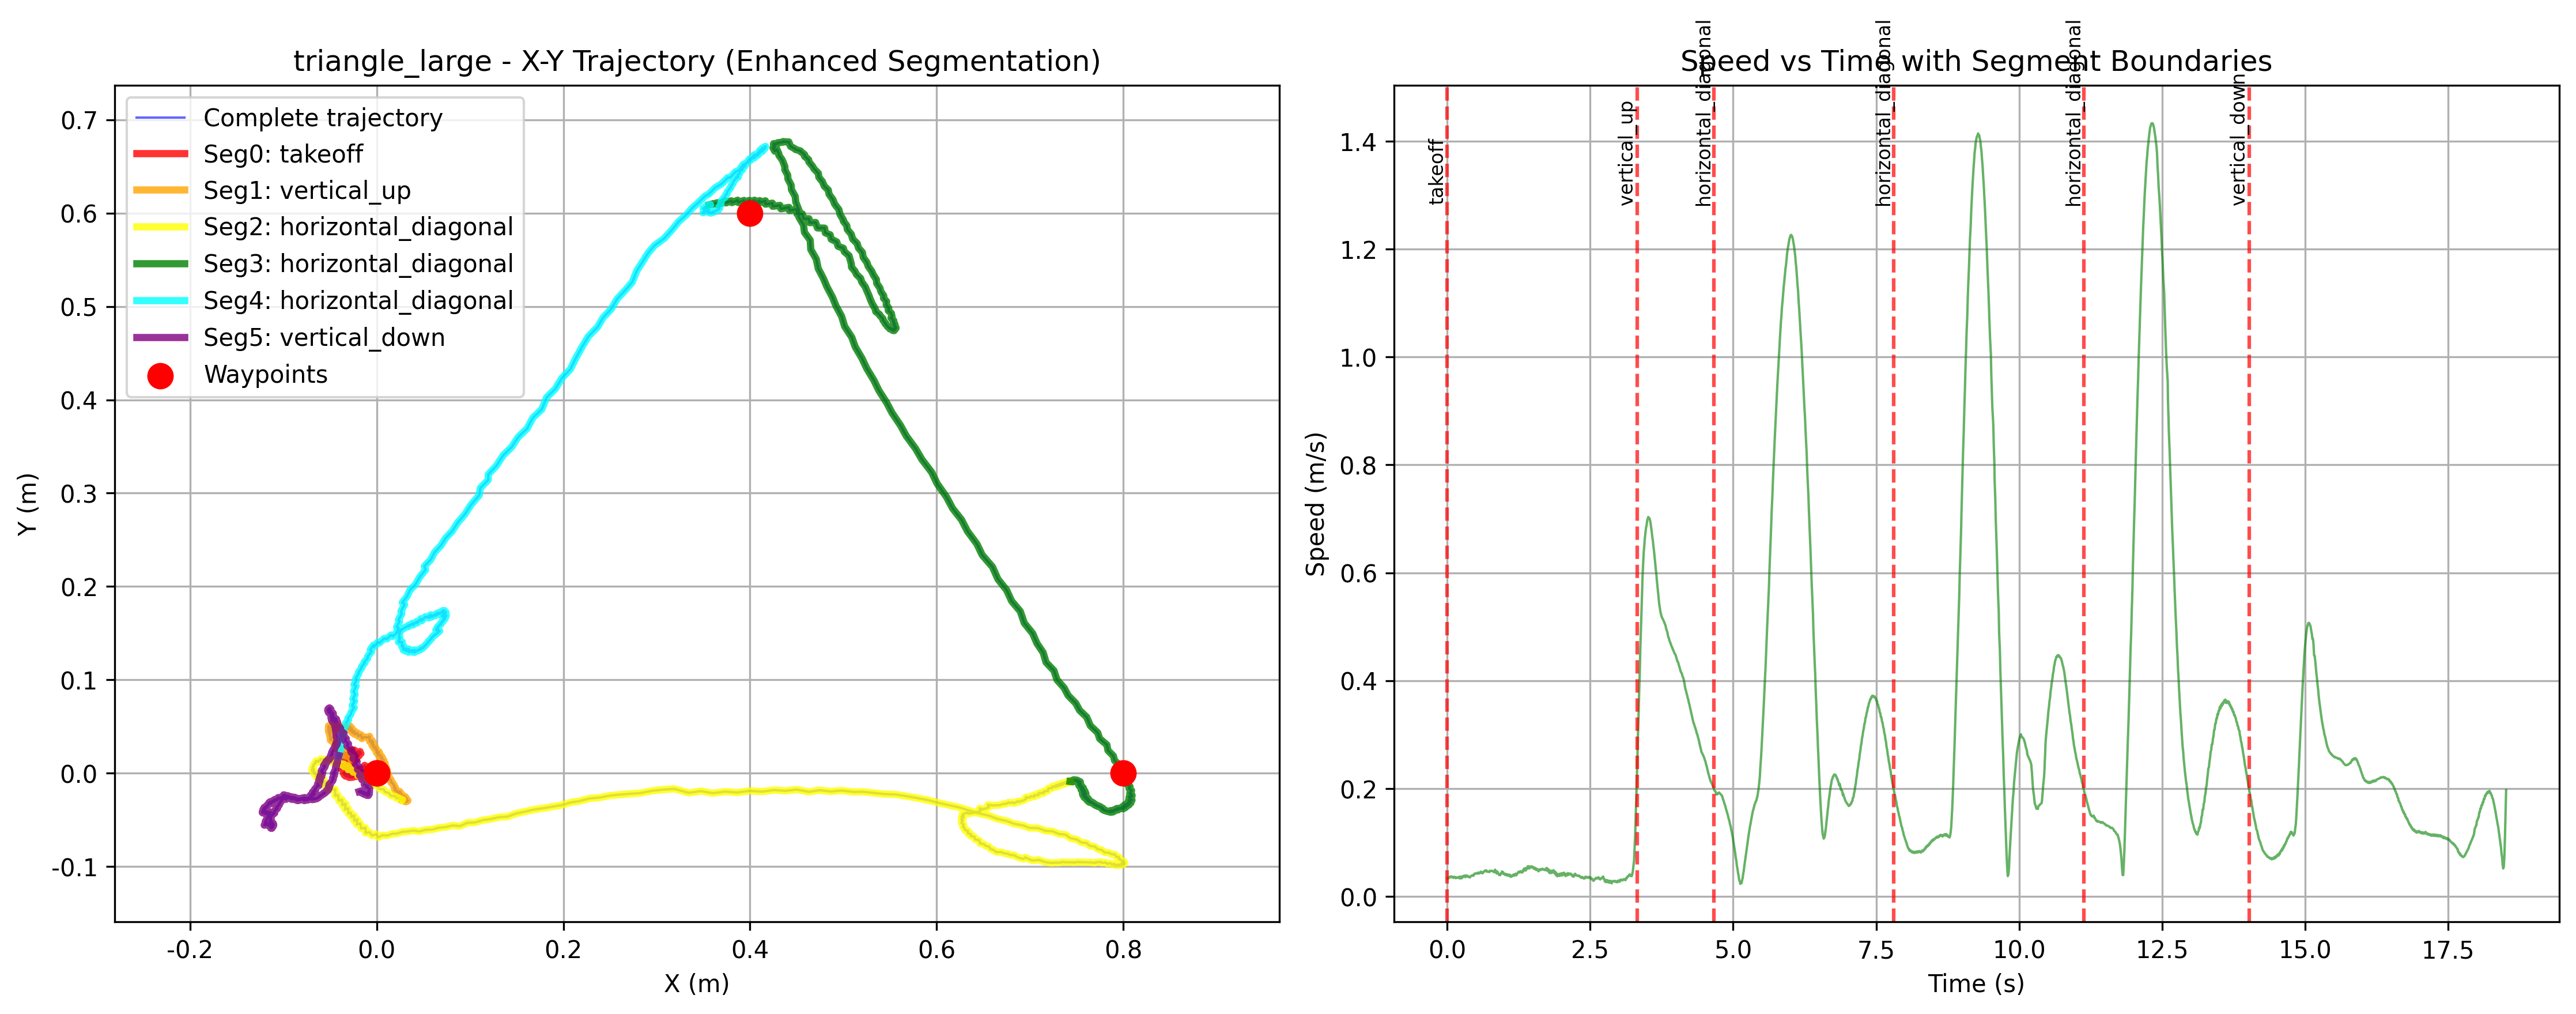 triangle_large - X-Y Trajectory (Enhanced Segmentation)
Complete trajectory
Seg0: takeoff
Seg1: vertical_up
Seg2: horizontal_diagonal
Seg3: horizontal_diagonal
Seg4: horizontal_diagonal
Seg5: vertical_down
Waypoints
Y (m)
0.7
0.6
0.5
0.4
0.3
0.2
0.1
0.0
-0.1
-0.2
0.0
0.2
0.4
0.6
0.8
X (m)
Speed vs Time with Segment Boundaries
takeoff
vertical_up
horizontal_diagonal
horizontal_diagonal
horizontal_diagonal
vertical_down
Speed (m/s)
1.4
1.2
1.0
0.8
0.6
0.4
0.2
0.0
0.0
2.5
5.0
7.5
10.0
12.5
15.0
17.5
Time (s)